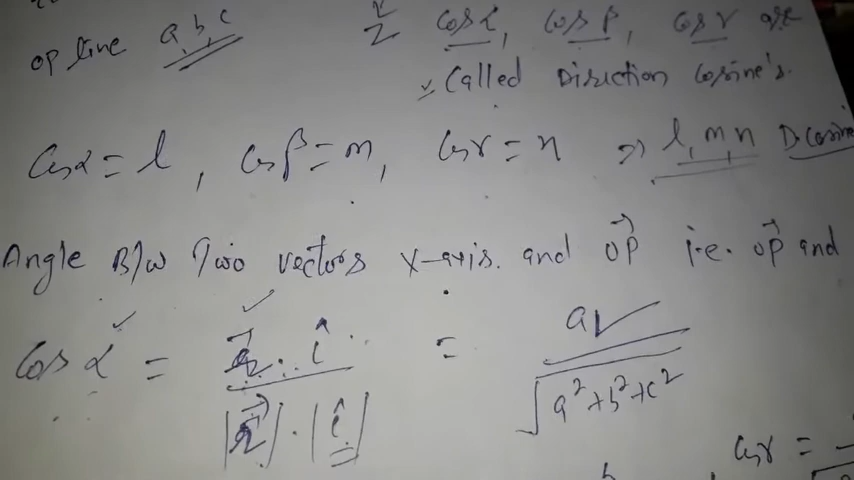 op line a, b, c
cos α, cos β, cos γ are
Called Direction Cosine's.
Cos α = l, Cos β = m, Cos γ = n ⇒ l, m, n D. Cosine
Angle B/w Two vectors X-axis. and OP i.e. OP and
Cos α = r · î / |r| · |î| = a / √(a² + b² + c²)
Cos γ =
b